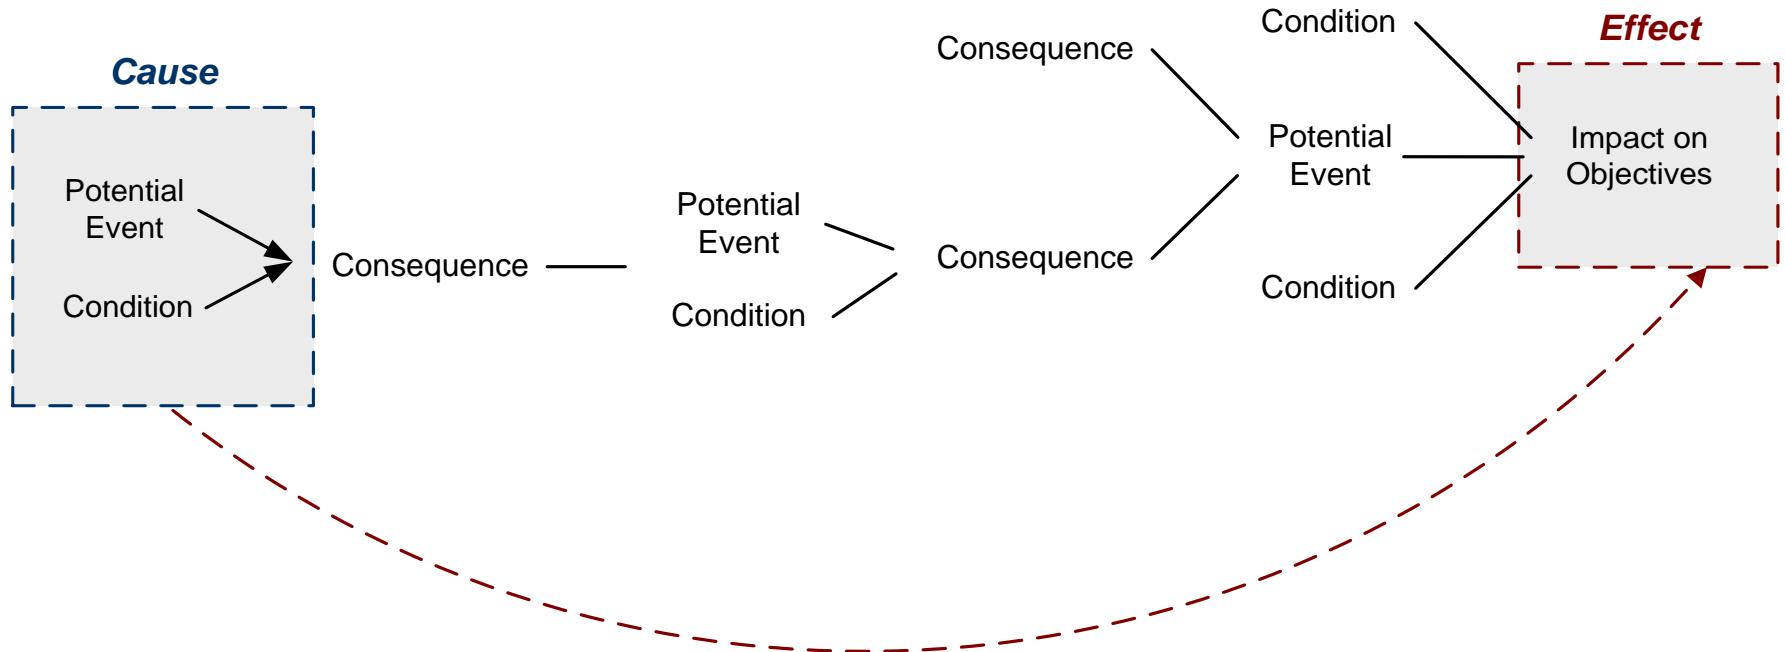 Cause
Potential
Event
Condition
Consequence
Potential
Event
Condition
Consequence
Consequence
Condition
Potential
Event
Condition
Effect
Impact on
Objectives